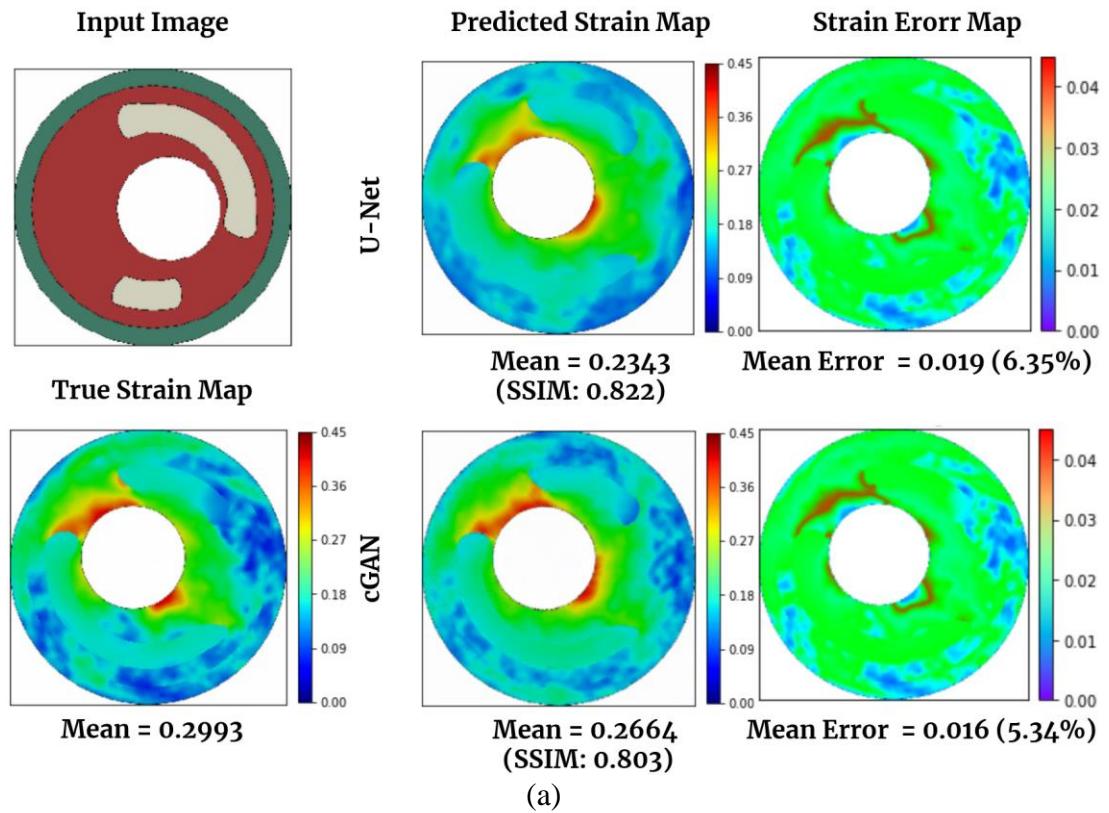 Input Image
Predicted Strain Map
Strain Erorr Map
U-Net
0.45
0.36
0.27
0.18
0.09
0.00
0.04
0.03
0.02
0.01
0.00
Mean = 0.2343
(SSIM: 0.822)
Mean Error = 0.019 (6.35%)
True Strain Map
0.45
0.36
0.27
0.18
0.09
0.00
Mean = 0.2993
cGAN
0.45
0.36
0.27
0.18
0.09
0.00
0.04
0.03
0.02
0.01
0.00
Mean = 0.2664
(SSIM: 0.803)
Mean Error = 0.016 (5.34%)
(a)